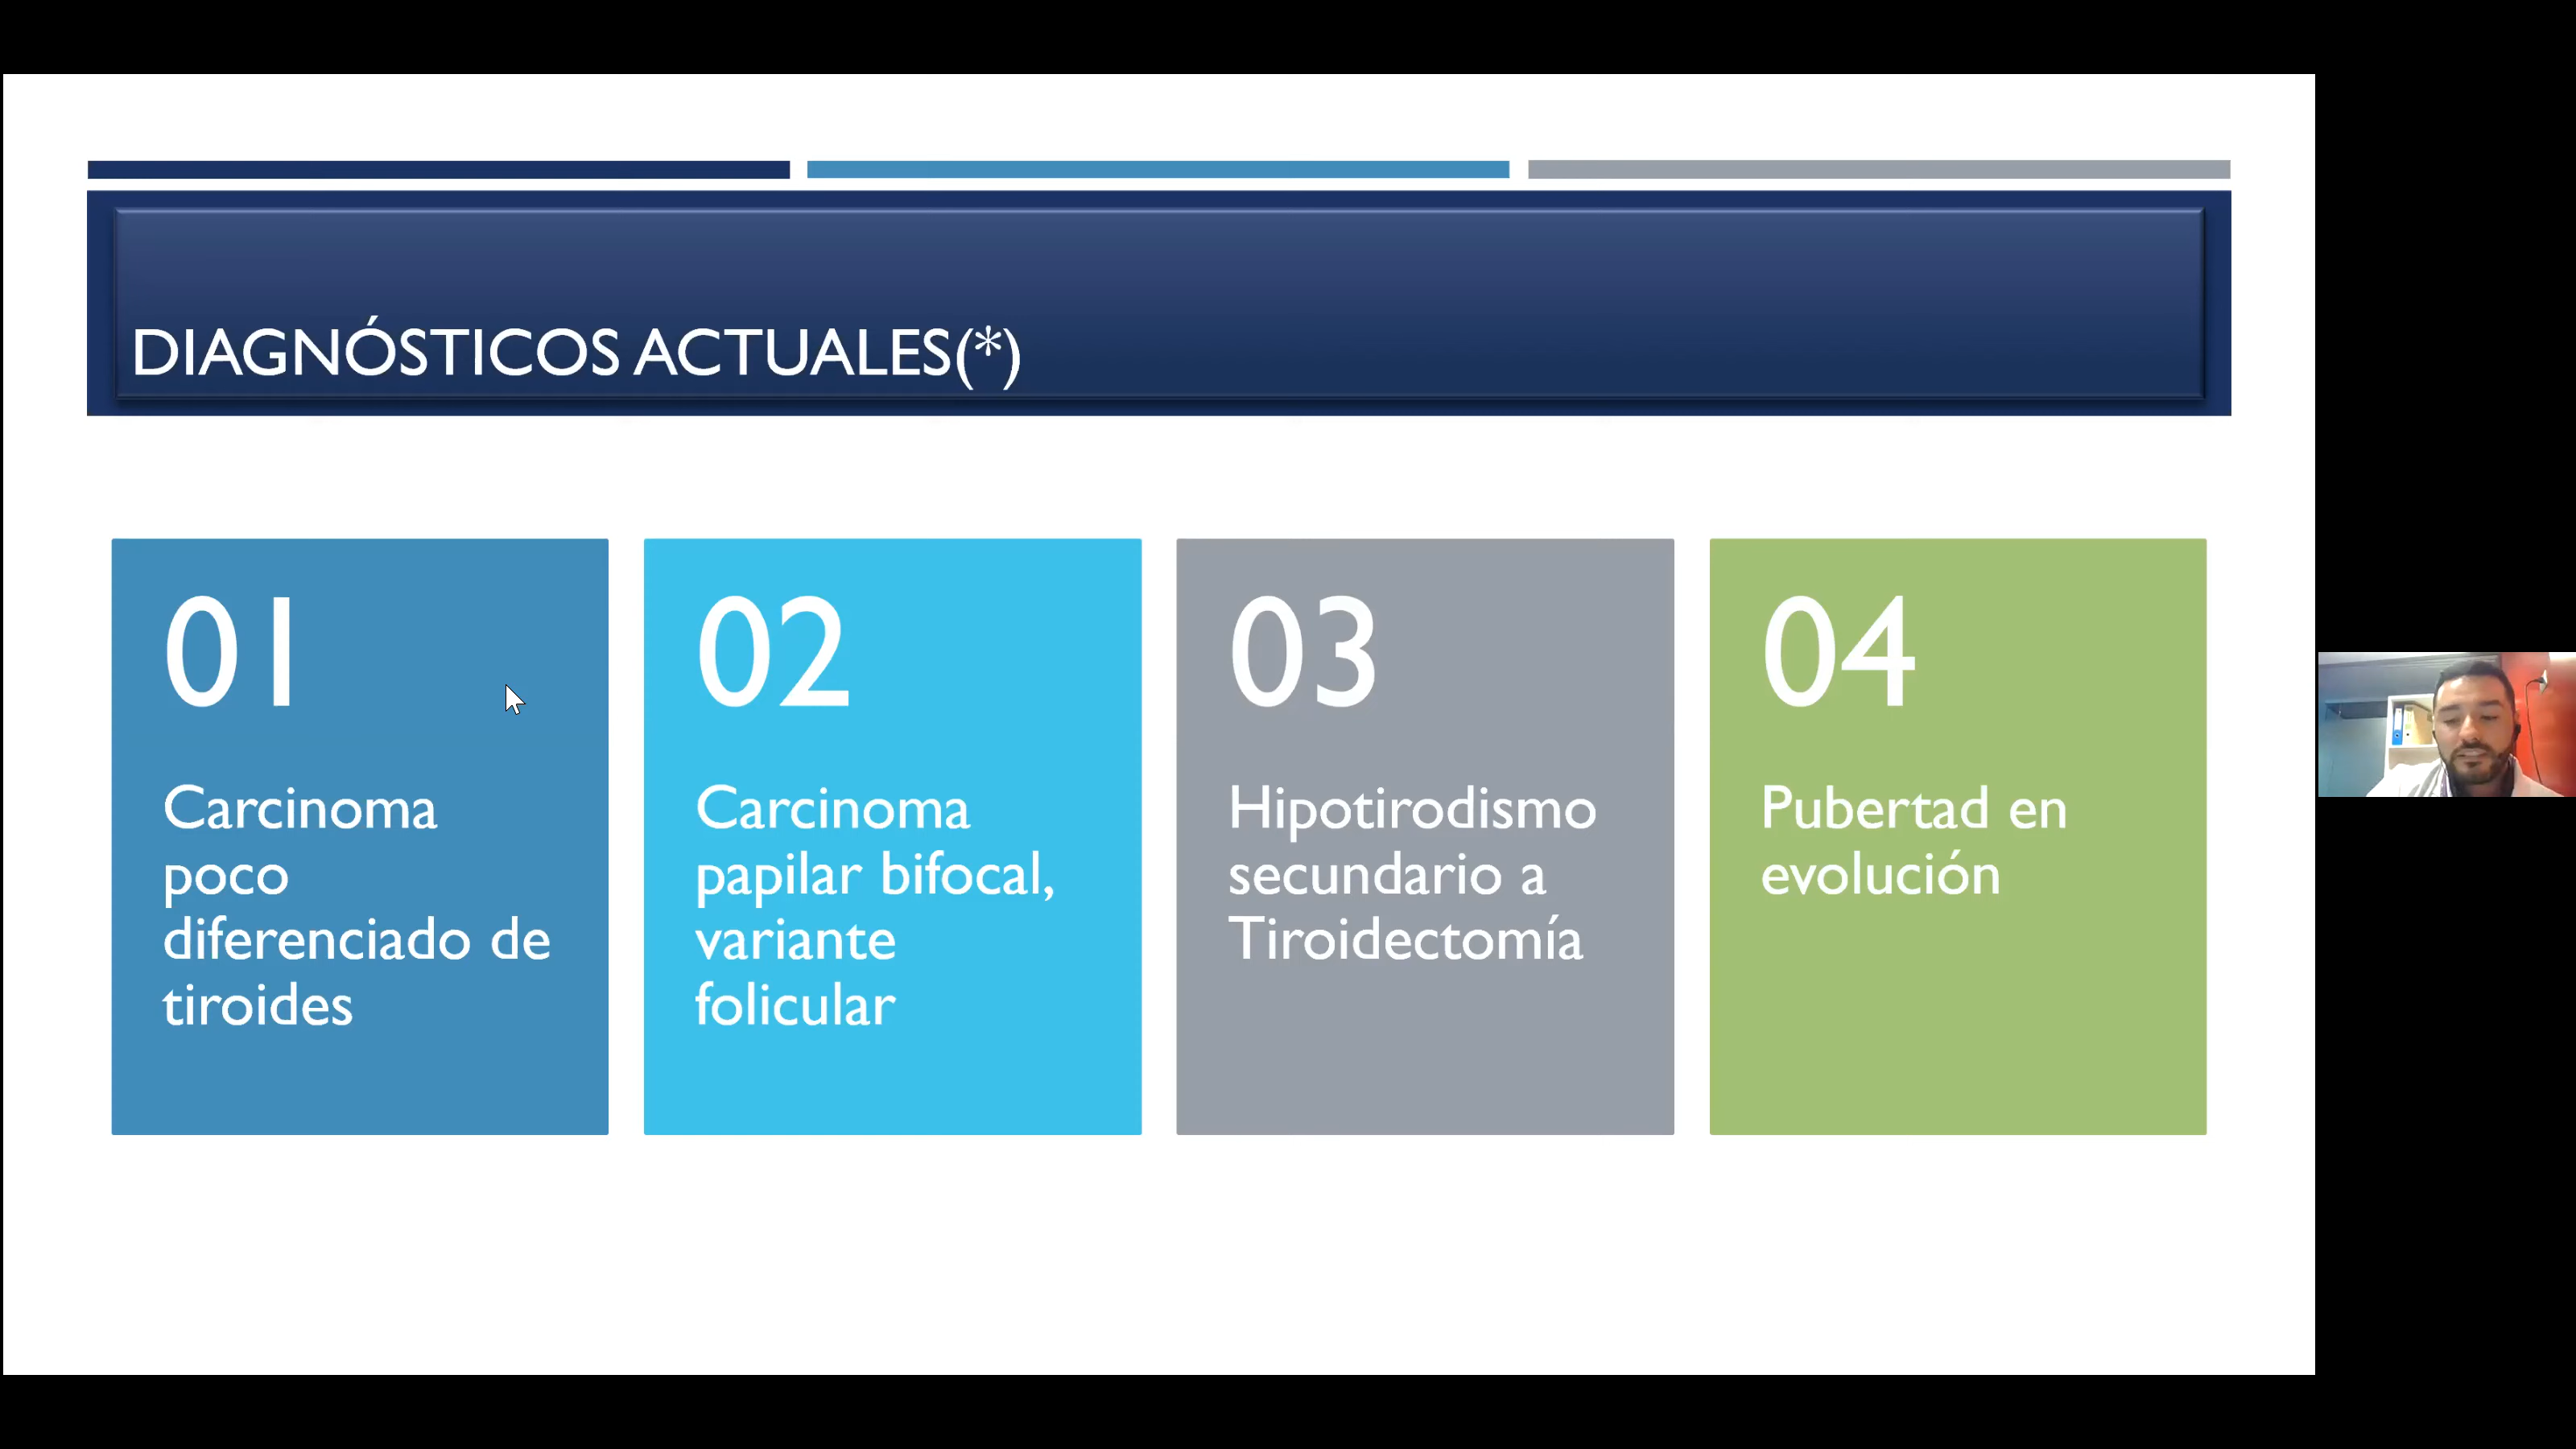 DIAGNÓSTICOS ACTUALES(*)
01
Carcinoma
poco
diferenciado de
tiroides
02
Carcinoma
papilar bifocal,
variante
folicular
03
Hipotirodismo
secundario a
Tiroidectomía
04
Pubertad en
evolución